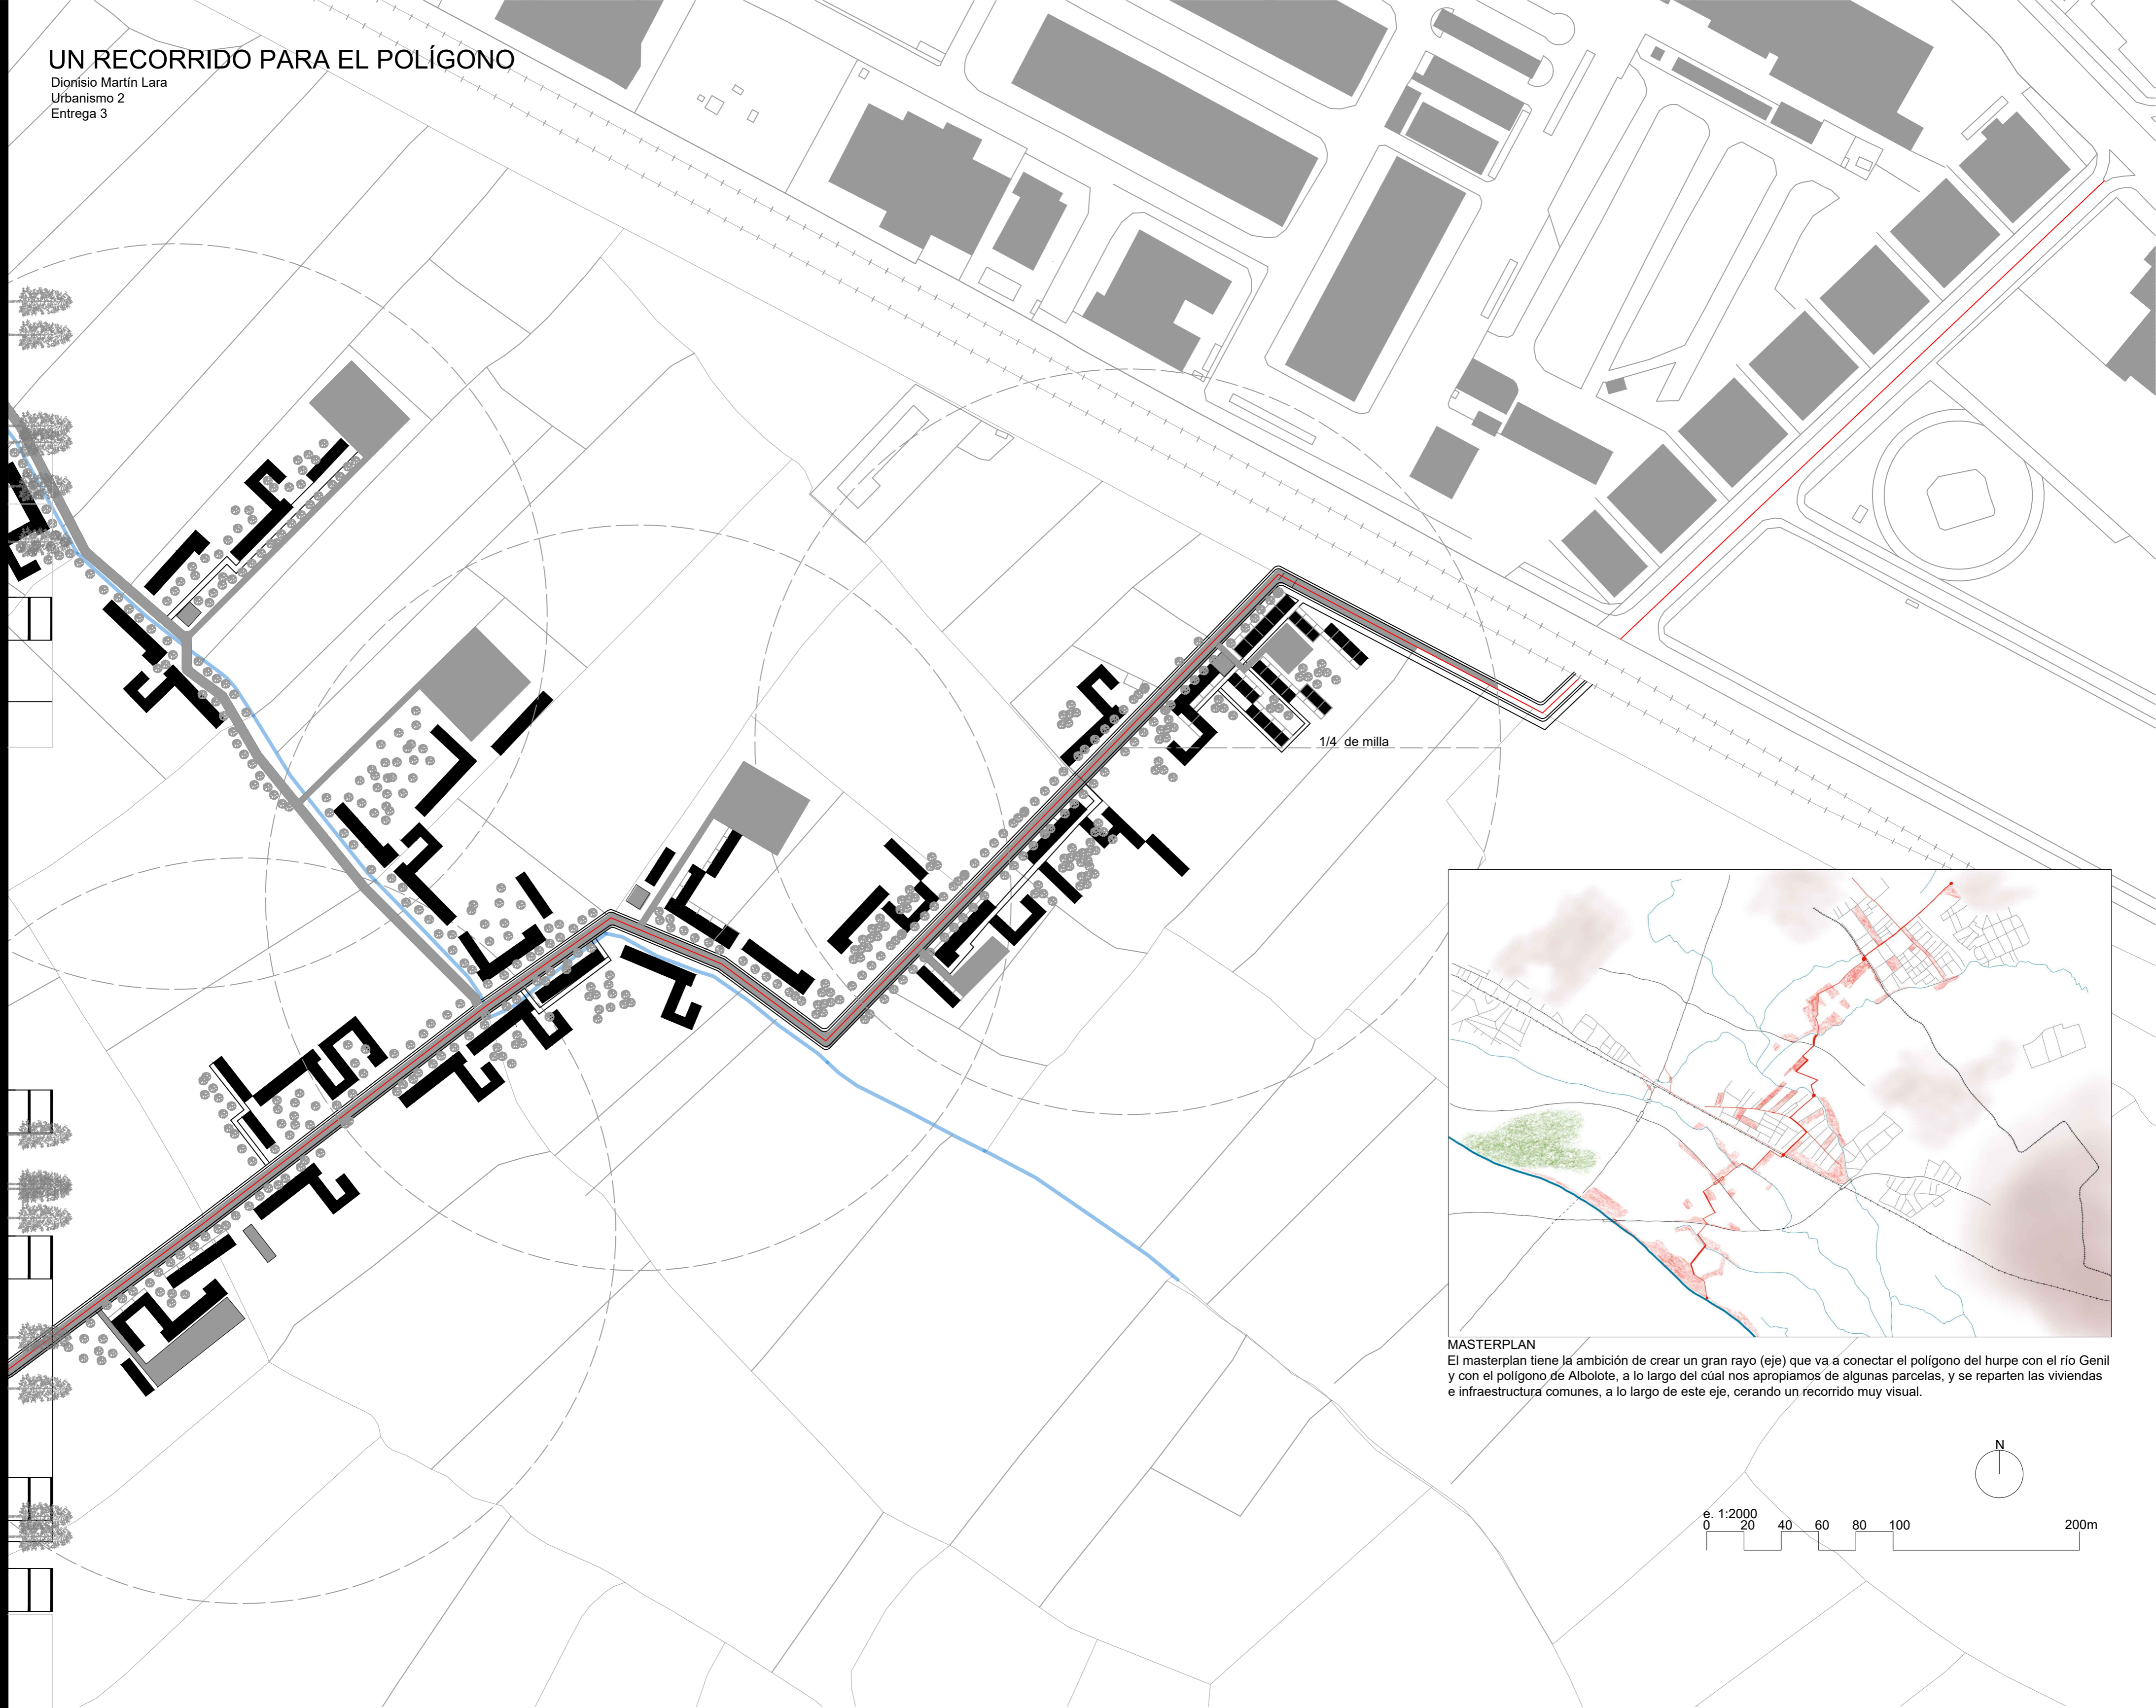 UN RECORRIDO PARA EL POLÍGONO
Dionisio Martín Lara
Urbanismo 2
Entrega 3
1/4 de milla
MASTERPLAN
El masterplan tiene la ambición de crear un gran rayo (eje) que va a conectar el polígono del hurpe con el río Genil
y con el polígono de Albolote, a lo largo del cúal nos apropiamos de algunas parcelas, y se reparten las viviendas
e infraestructura comunes, a lo largo de este eje, cerando un recorrido muy visual.
N
e. 1:2000
0 20 40 60 80 100 200m